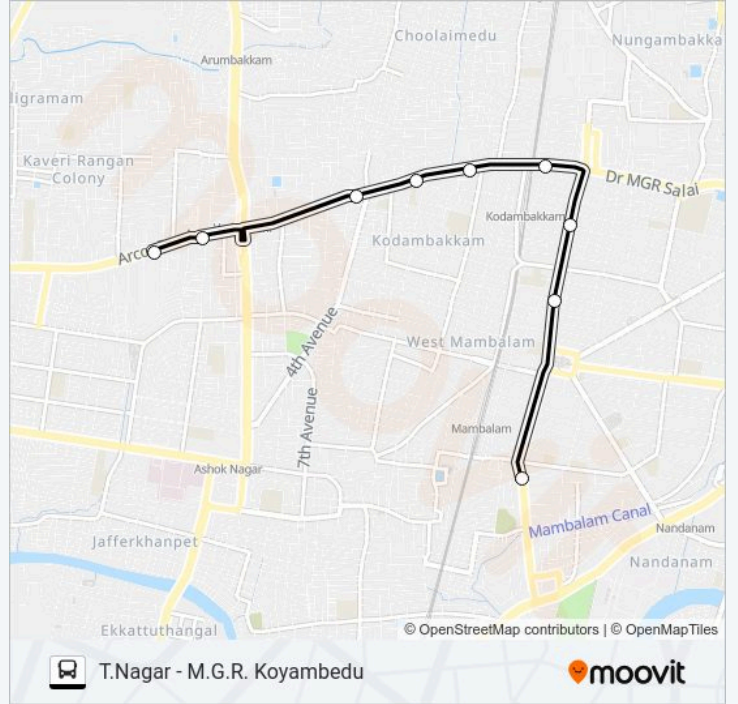 Choolaimedu
Nungambakka
Arumbakkam
ligramam
Kaveri Rangan
Colony
Dr MGR Salai
Kodambakkam
Kodambakkam
Arco
4th Avenue
West Mambalam
7th Avenue
Mambalam
Ashok Nagar
Mambalam Canal
Nandanam
Jafferkhanpet
Nandanam
Ekkattuthangal
© OpenStreetMap contributors | © OpenMapTiles
T.Nagar - M.G.R. Koyambedu
moovit